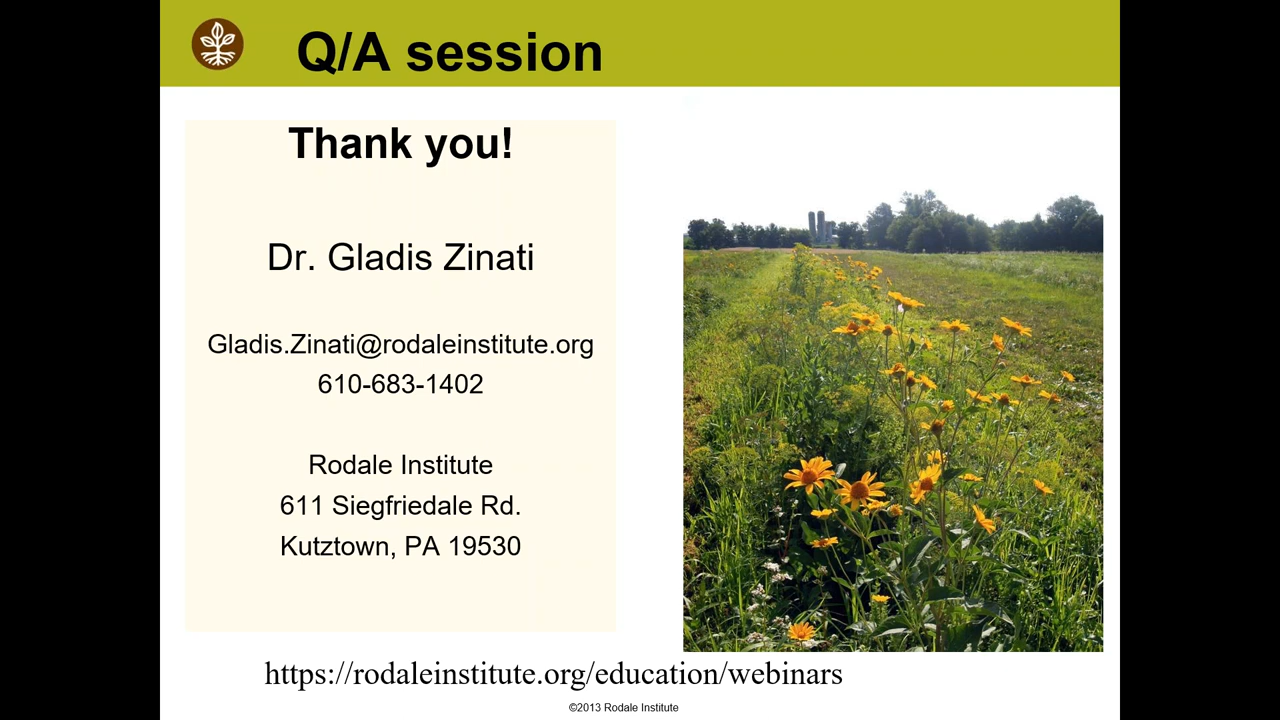 Q/A session
Thank you!
Dr. Gladis Zinati
Gladis.Zinati@rodaleinstitute.org
610-683-1402
Rodale Institute
611 Siegfriedale Rd.
Kutztown, PA 19530
https://rodaleinstitute.org/education/webinars
©2013 Rodale Institute